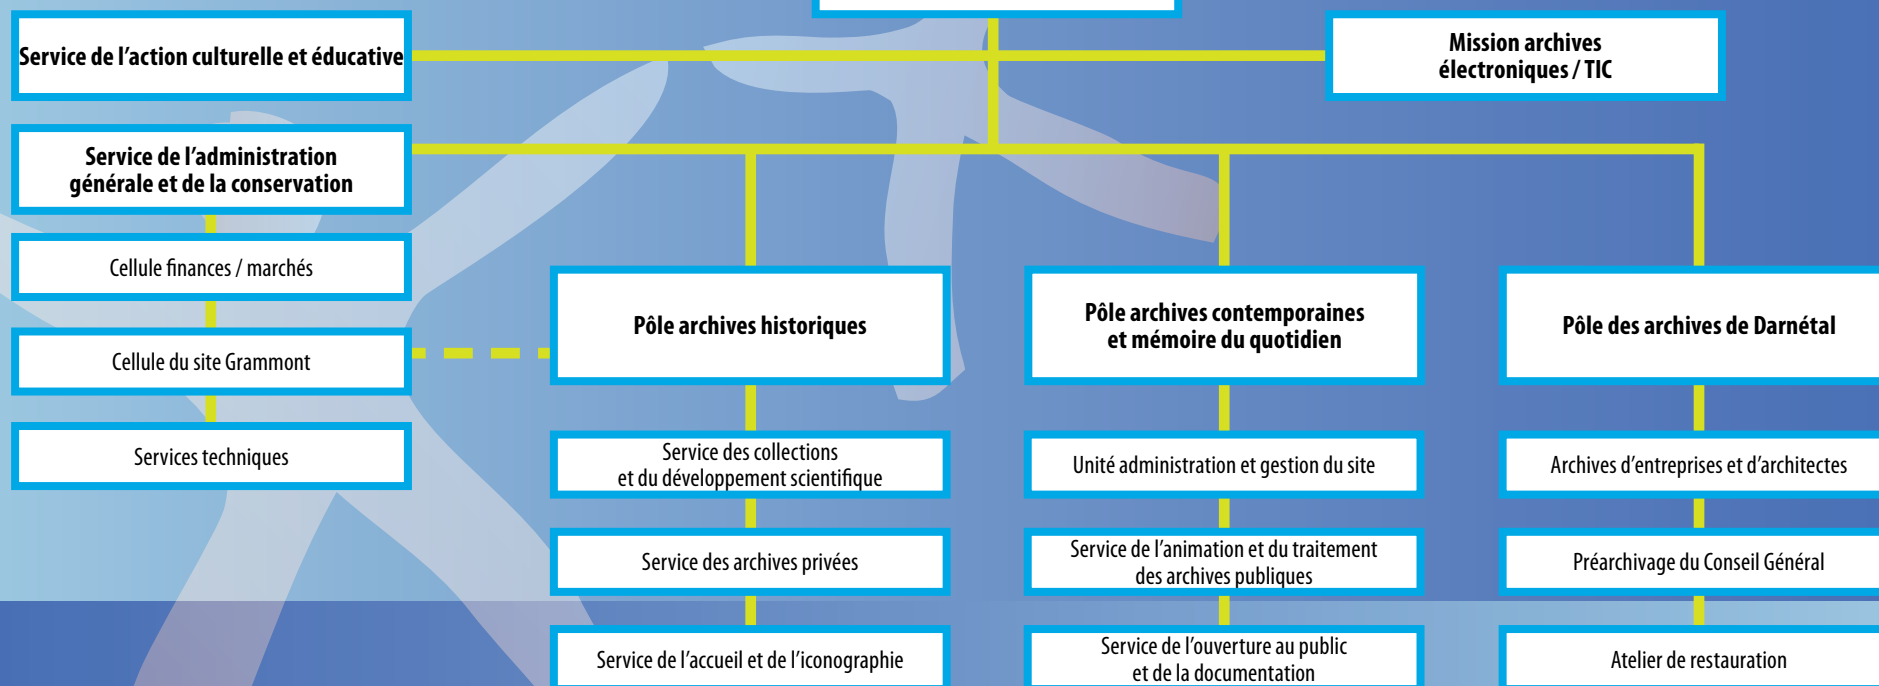 Service de l'action culturelle et éducative
Mission archives
électroniques / TIC
Service de l'administration
générale et de la conservation
Cellule finances / marchés
Cellule du site Grammont
Services techniques
Pôle archives historiques
Service des collections
et du développement scientifique
Service des archives privées
Service de l'accueil et de l'iconographie
Pôle archives contemporaines
et mémoire du quotidien
Unité administration et gestion du site
Service de l'animation et du traitement
des archives publiques
Service de l'ouverture au public
et de la documentation
Pôle des archives de Darnétal
Archives d'entreprises et d'architectes
Préarchivage du Conseil Général
Atelier de restauration